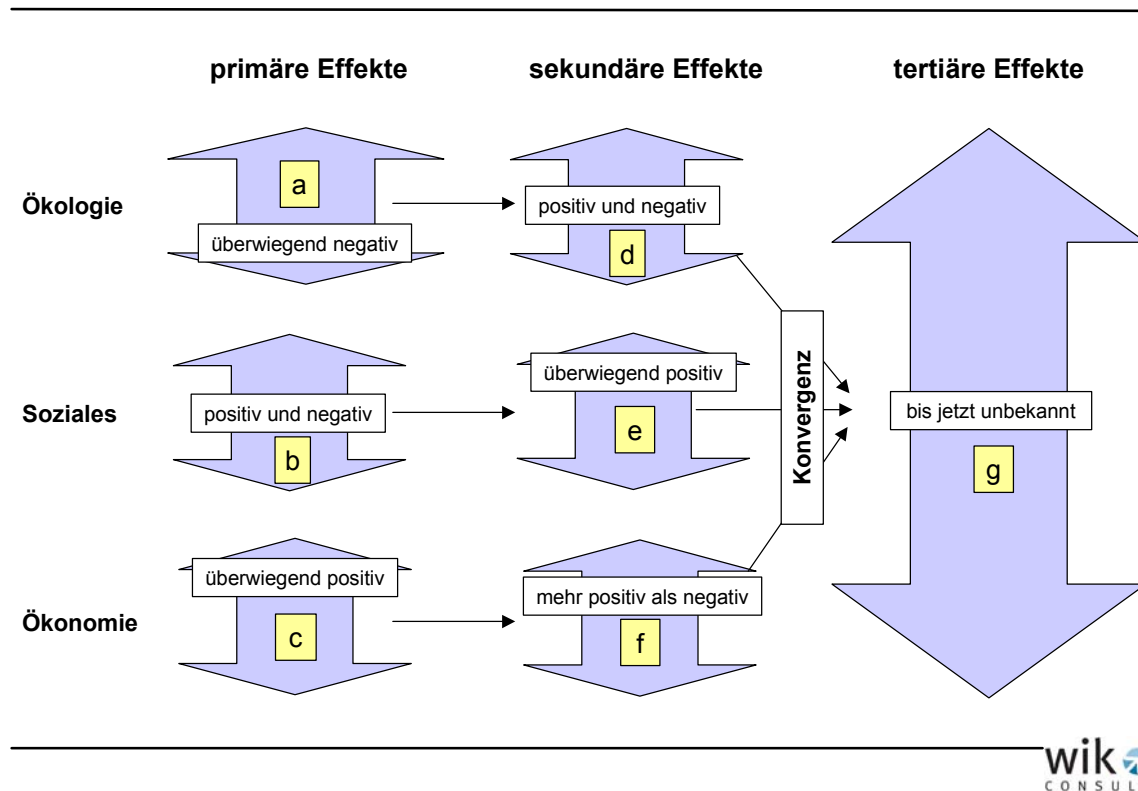 primäre Effekte
sekundäre Effekte
tertiäre Effekte
Ökologie
a
überwiegend negativ
positiv und negativ
d
Soziales
positiv und negativ
b
überwiegend positiv
e
Konvergenz
bis jetzt unbekannt
g
Ökonomie
überwiegend positiv
c
mehr positiv als negativ
f
wik
CONSUL